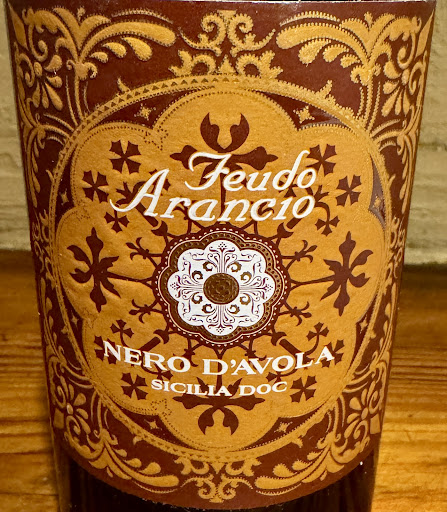 Feudo
Arancio
NERO D'AVOLA
SICILIA DOC